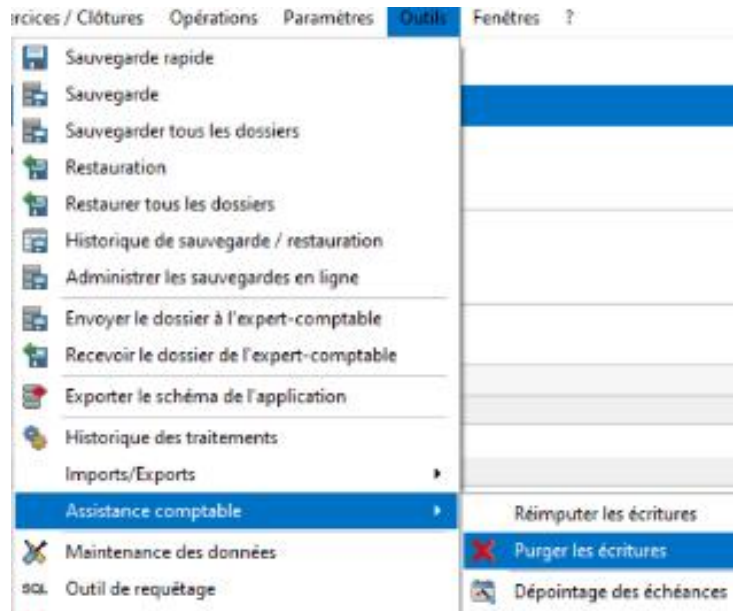 ercices / Clôtures Opérations Paramètres Outils Fenêtres ?
Sauvegarde rapide
Sauvegarde
Sauvegarder tous les dossiers
Restauration
Restaurer tous les dossiers
Historique de sauvegarde / restauration
Administrer les sauvegardes en ligne
Envoyer le dossier à l'expert-comptable
Recevoir le dossier de l'expert-comptable
Exporter le schéma de l'application
Historique des traitements
Imports/Exports
Assistance comptable
Réimputer les écritures
Purger les écritures
Dépointage des échéances
Maintenance des données
SQL Outil de requêtage